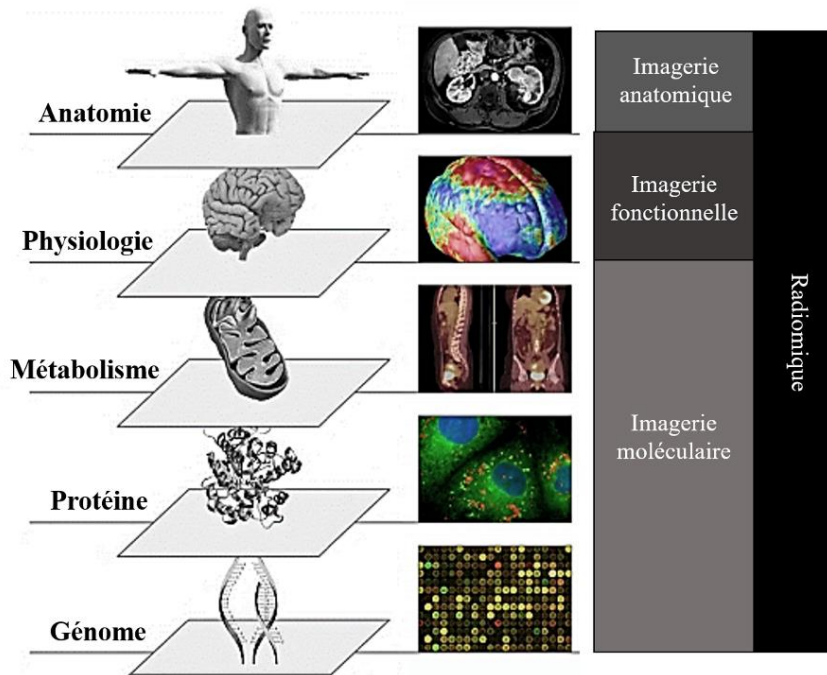 Anatomie
Physiologie
Métabolisme
Protéine
Génome
Imagerie
anatomique
Imagerie
fonctionnelle
Imagerie
moléculaire
Radiomique